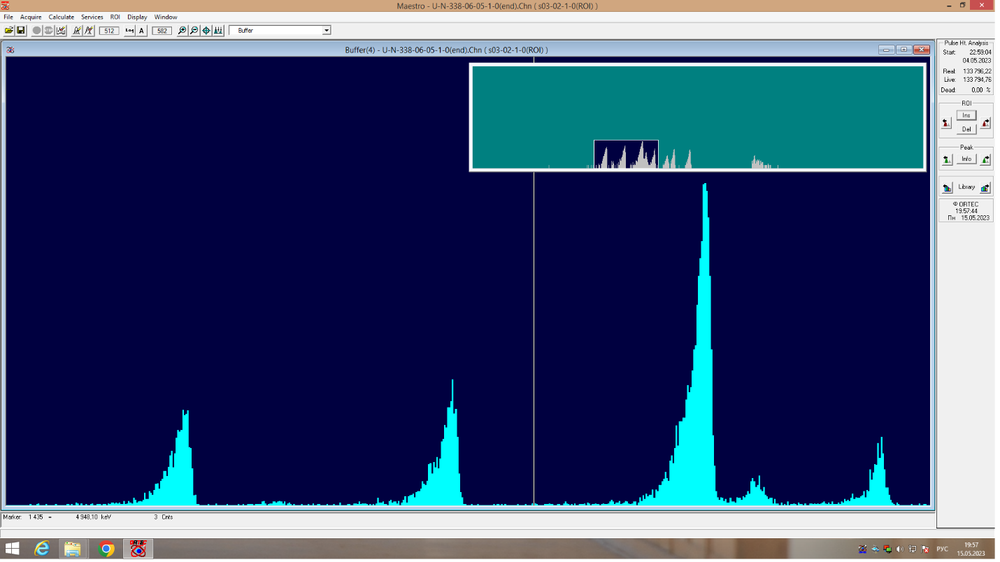 Maestro - U-N-338-06-05-1-0(end).Chn ( s03-02-1-0(ROI) )
File Acquire Calculate Services ROI Display Window
STOP 512 Log A 582 Buffer
Buffer(4) - U-N-338-06-05-1-0(end).Chn ( s03-02-1-0(ROI) )
Pulse Ht. Analysis
Start: 22:59:04
04.05.2023
Real: 133 796,22
Live: 133 794,76
Dead: 0,00 %
ROI
Ins
Del
Peak
Info
Library
© ORTEC
19:57:44
Пн 15.05.2023
Marker: 1 435 = 4 948,10 keV 3 Cnts
ORTEC
РУС
19:57
15.05.2023